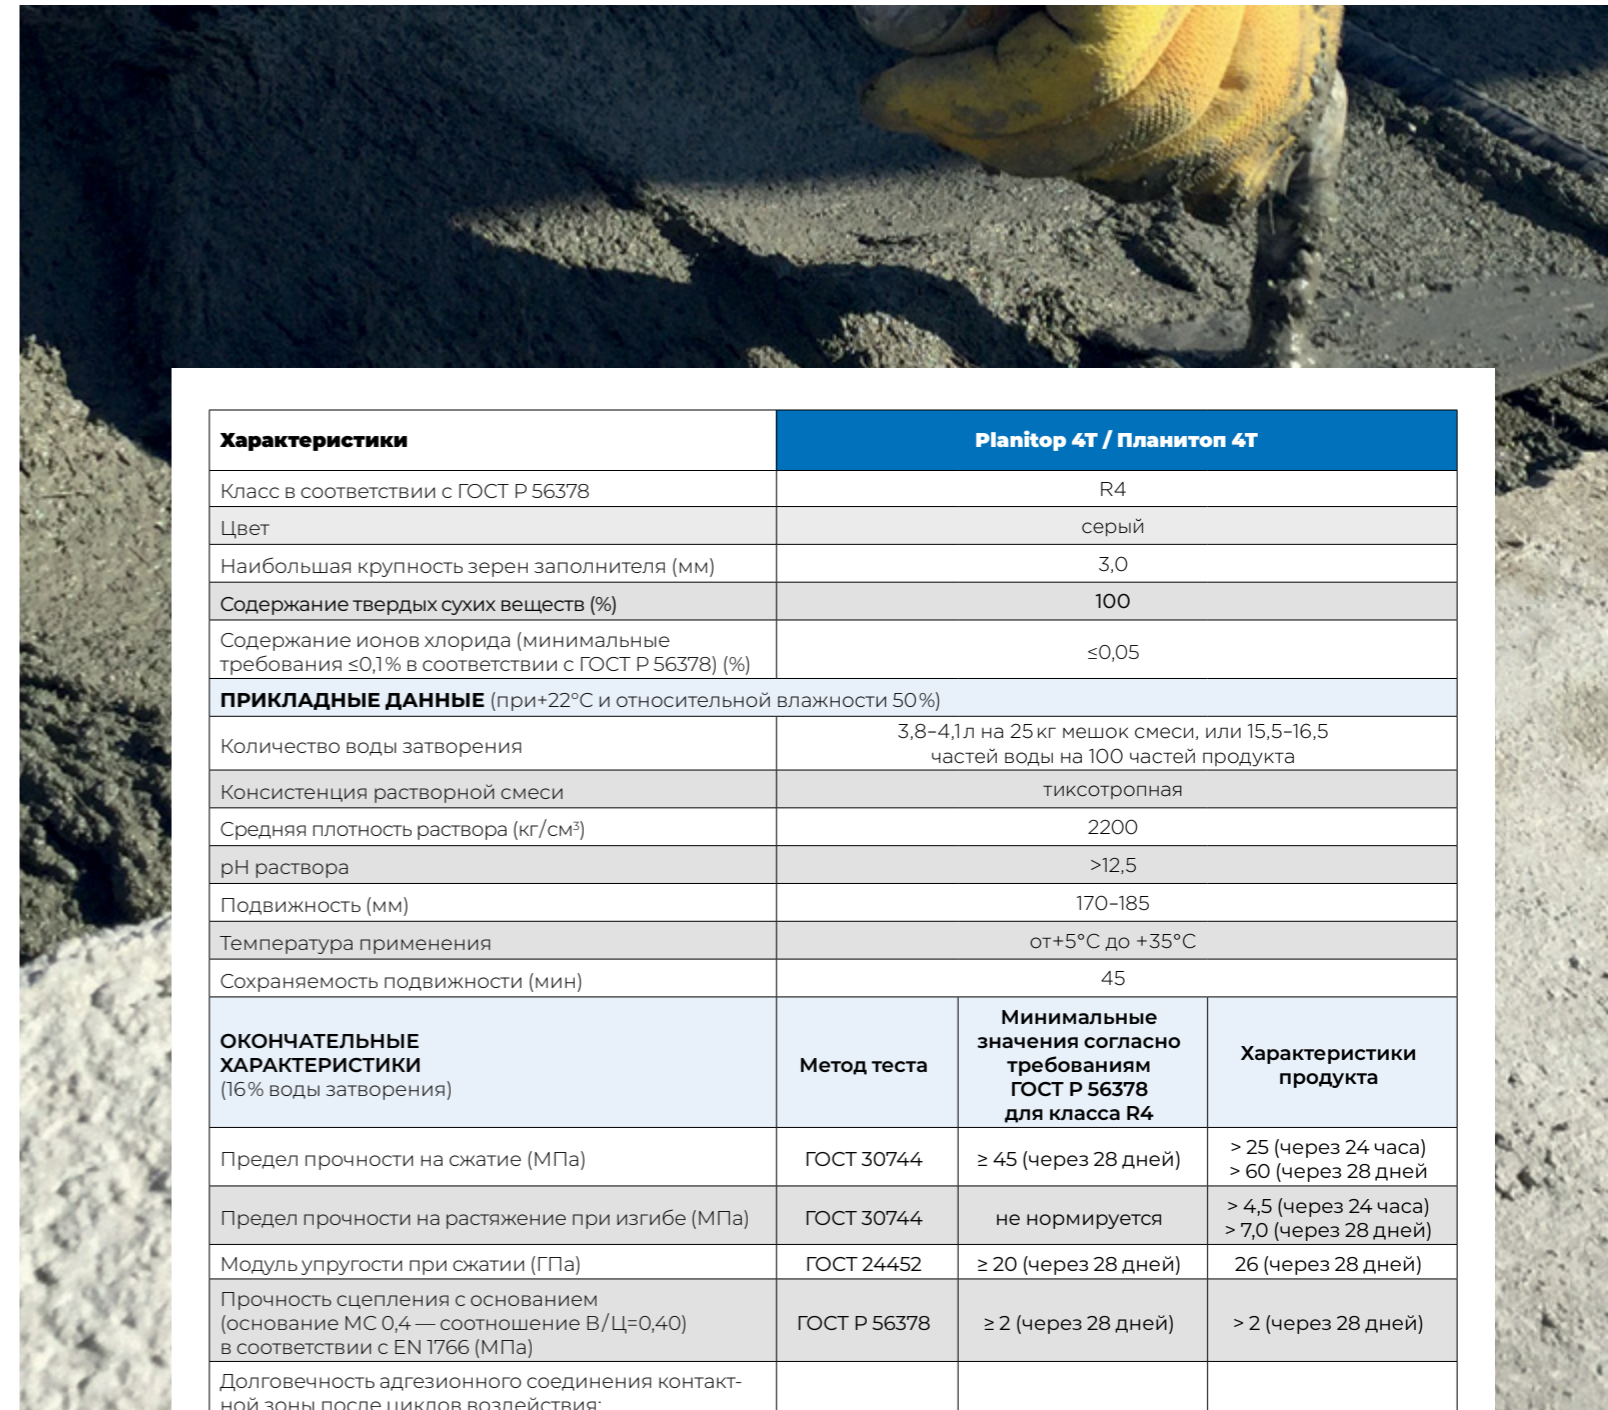 Характеристики
Planitop 4T / Планитоп 4Т
Класс в соответствии с ГОСТ Р 56378
R4
Цвет
серый
Наибольшая крупность зерен заполнителя (мм)
3,0
Содержание твердых сухих веществ (%)
100
Содержание ионов хлорида (минимальные
требования ≤0,1% в соответствии с ГОСТ Р 56378) (%)
≤0,05
ПРИКЛАДНЫЕ ДАННЫЕ (при+22°C и относительной влажности 50%)
Количество воды затворения
3,8–4,1 л на 25 кг мешок смеси, или 15,5–16,5
частей воды на 100 частей продукта
Консистенция растворной смеси
тиксотропная
Средняя плотность раствора (кг/см³)
2200
pH раствора
>12,5
Подвижность (мм)
170–185
Температура применения
от+5°C до +35°C
Сохраняемость подвижности (мин)
45
ОКОНЧАТЕЛЬНЫЕ
ХАРАКТЕРИСТИКИ
(16% воды затворения)
Метод теста
Минимальные
значения согласно
требованиям
ГОСТ Р 56378
для класса R4
Характеристики
продукта
Предел прочности на сжатие (МПа)
ГОСТ 30744
≥ 45 (через 28 дней)
> 25 (через 24 часа)
> 60 (через 28 дней
Предел прочности на растяжение при изгибе (МПа)
ГОСТ 30744
не нормируется
> 4,5 (через 24 часа)
> 7,0 (через 28 дней)
Модуль упругости при сжатии (ГПа)
ГОСТ 24452
≥ 20 (через 28 дней)
26 (через 28 дней)
Прочность сцепления с основанием
(основание МС 0,4 — соотношение В/Ц=0,40)
в соответствии с EN 1766 (МПа)
ГОСТ Р 56378
≥ 2 (через 28 дней)
> 2 (через 28 дней)
Долговечность адгезионного соединения контакт-
ной зоны после циклов воздействия: